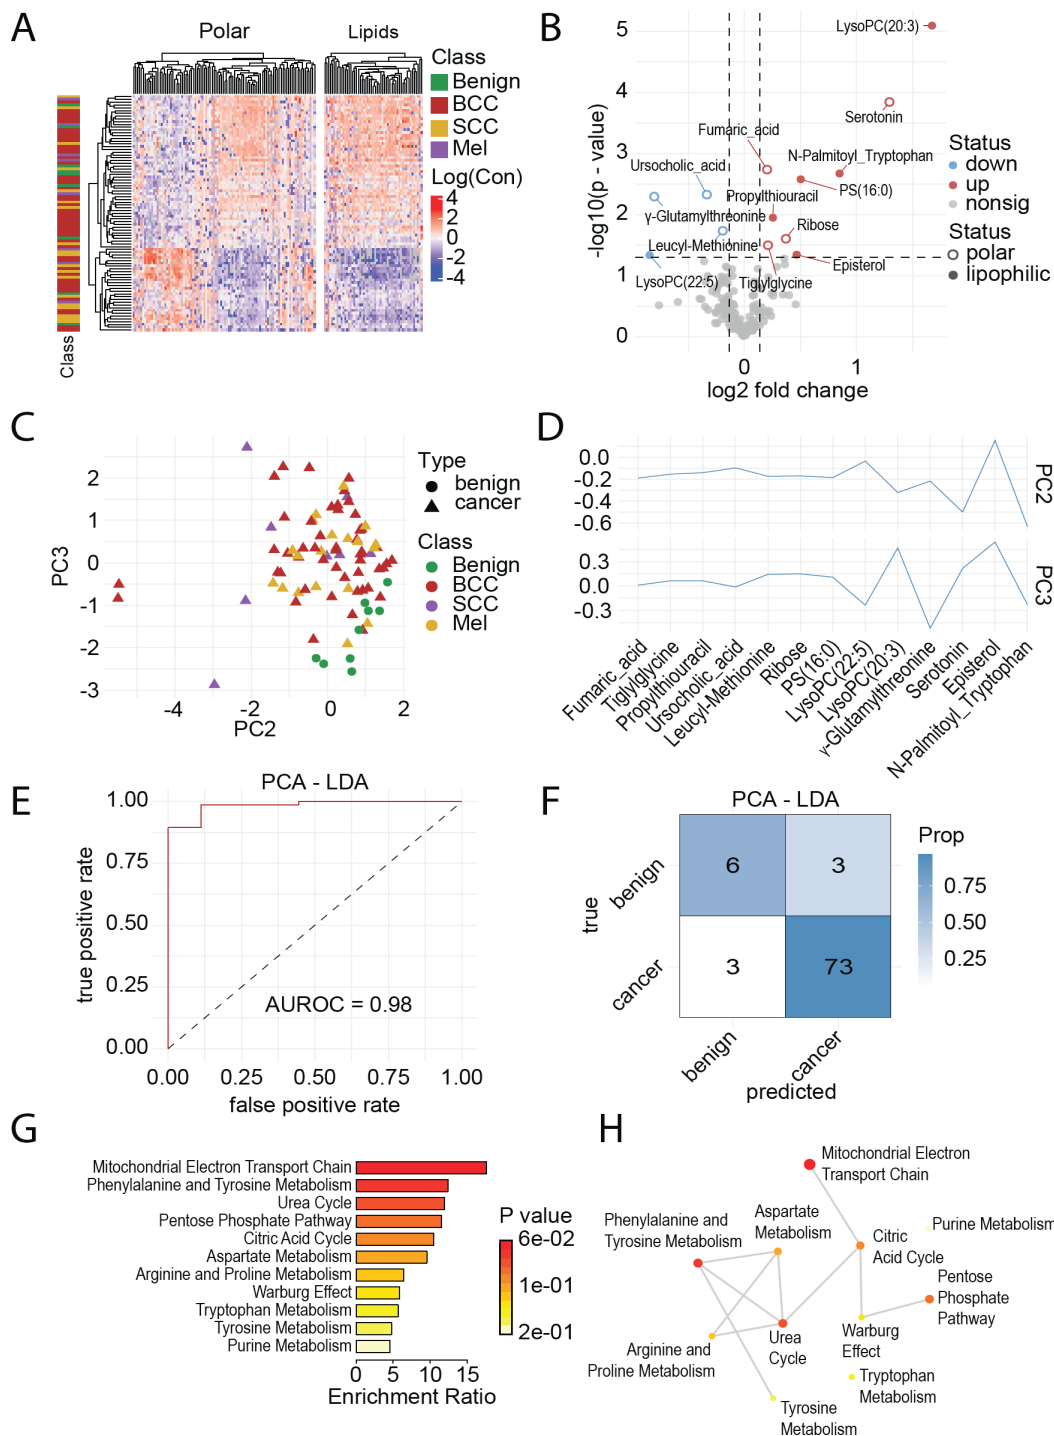 A
Polar
Lipids
Class
Benign
BCC
SCC
Mel
Log(Con)
4
2
0
−2
−4
Class
B
-log10(p - value)
5
4
3
2
1
0
LysoPC(20:3)
Serotonin
Fumaric_acid
N-Palmitoyl_Tryptophan
Ursocholic_acid
PS(16:0)
Propylthiouracil
γ-Glutamylthreonine
Ribose
Leucyl-Methionine
Episterol
LysoPC(22:5)
Tiglylglycine
0
1
log2 fold change
Status
down
up
nonsig
Status
polar
lipophilic
C
PC3
2
1
0
-1
-2
-3
-4
-2
0
2
PC2
Type
benign
cancer
Class
Benign
BCC
SCC
Mel
D
0.0
-0.2
-0.4
-0.6
PC2
0.3
0.0
-0.3
PC3
Fumaric_acid
Tiglylglycine
Propylthiouracil
Ursocholic_acid
Leucyl-Methionine
Ribose
PS(16:0)
LysoPC(22:5)
LysoPC(20:3)
γ-Glutamylthreonine
Serotonin
Episterol
N-Palmitoyl_Tryptophan
E
PCA - LDA
true positive rate
1.00
0.75
0.50
0.25
0.00
AUROC = 0.98
0.00
0.25
0.50
0.75
1.00
false positive rate
F
PCA - LDA
true
benign
cancer
6
3
3
73
benign
cancer
predicted
Prop
0.75
0.50
0.25
G
Mitochondrial Electron Transport Chain
Phenylalanine and Tyrosine Metabolism
Urea Cycle
Pentose Phosphate Pathway
Citric Acid Cycle
Aspartate Metabolism
Arginine and Proline Metabolism
Warburg Effect
Tryptophan Metabolism
Tyrosine Metabolism
Purine Metabolism
0
5
10
15
Enrichment Ratio
P value
6e-02
1e-01
2e-01
H
Mitochondrial Electron
Transport Chain
Phenylalanine and
Tyrosine Metabolism
Aspartate
Metabolism
Purine Metabolism
Citric
Acid Cycle
Pentose
Phosphate
Pathway
Urea
Cycle
Warburg
Effect
Arginine and
Proline Metabolism
Tryptophan
Metabolism
Tyrosine
Metabolism